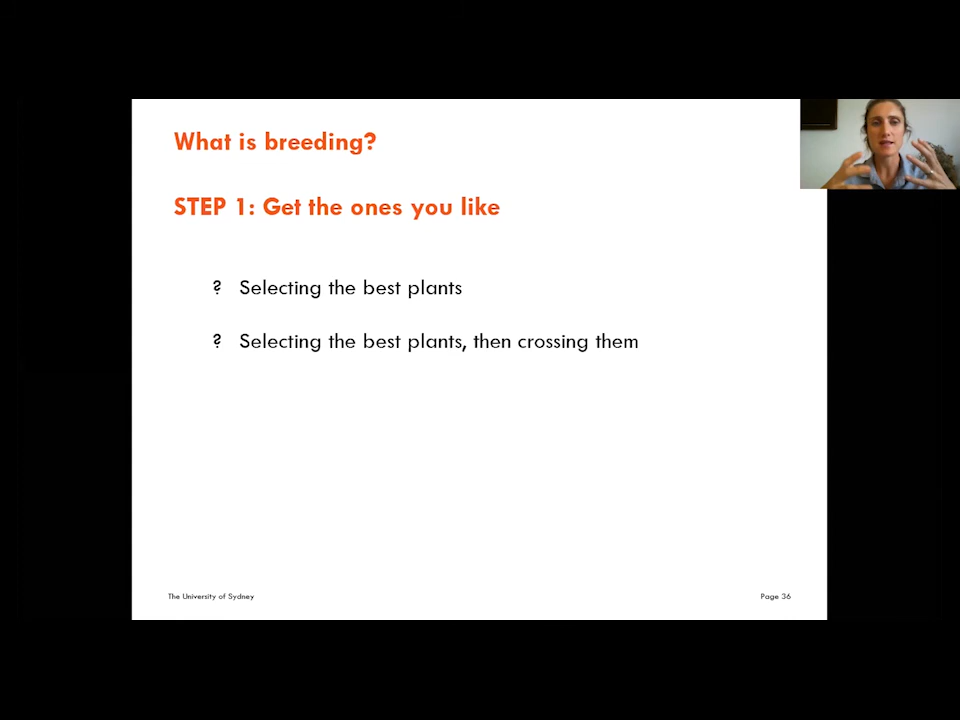 What is breeding?
STEP 1: Get the ones you like
? Selecting the best plants
? Selecting the best plants, then crossing them
The University of Sydney
Page 36